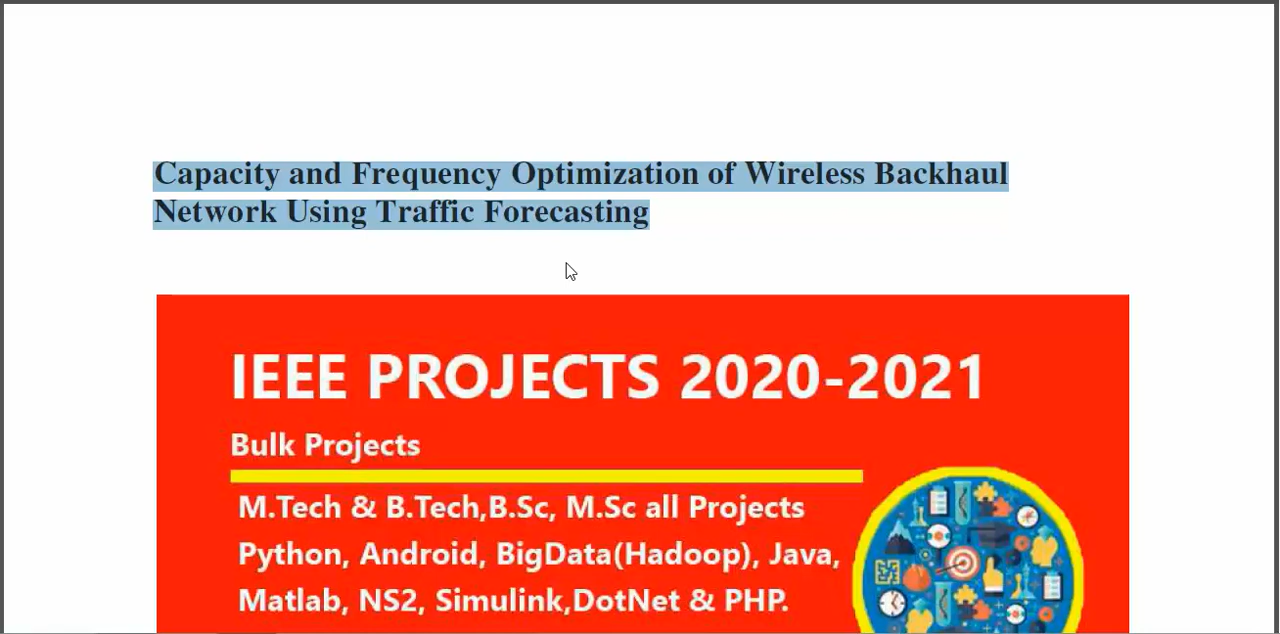 Capacity and Frequency Optimization of Wireless Backhaul
Network Using Traffic Forecasting
IEEE PROJECTS 2020-2021
Bulk Projects
M.Tech & B.Tech,B.Sc, M.Sc all Projects
Python, Android, BigData(Hadoop), Java,
Matlab, NS2, Simulink,DotNet & PHP.